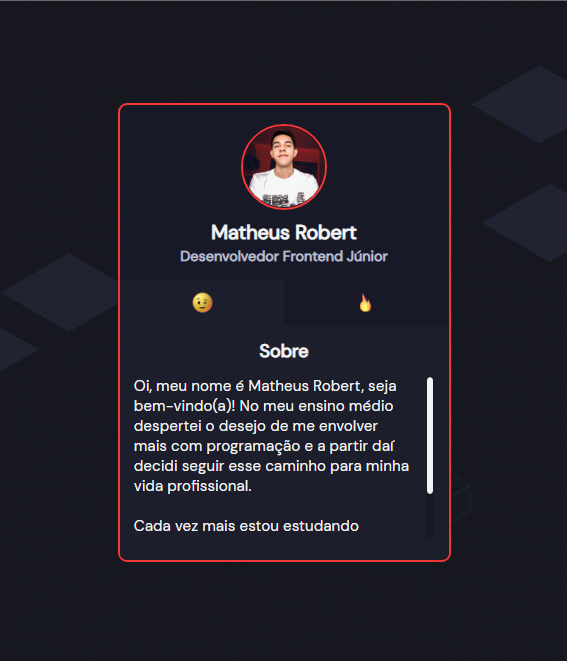 Matheus Robert
Desenvolvedor Frontend Júnior
😉 🔥
Sobre
Oi, meu nome é Matheus Robert, seja
bem-vindo(a)! No meu ensino médio
despertei o desejo de me envolver
mais com programação e a partir daí
decidi seguir esse caminho para minha
vida profissional.
Cada vez mais estou estudando